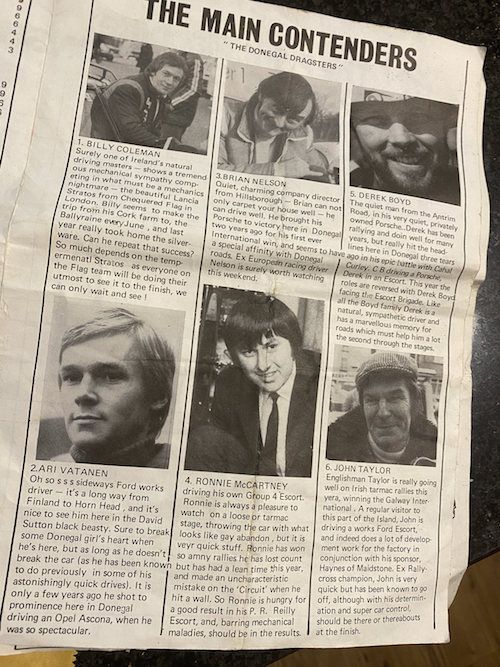 THE MAIN CONTENDERS
"THE DONEGAL DRAGSTERS"
1. BILLY COLEMAN
Surely one of Ireland's natural
driving masters — shows a tremend
ous mechanical sympathy comp-
eting in what must be a mechanics
nightmare — the beautiful Lancia
Stratos from Chequered Flag in
London. Billy seems to make the
trip from his Cork farm to, the
Ballyraine every June, and last
year really took home the silver-
ware. Can he repeat that success?
So much depends on the temp-
ermenatl Stratos as everyone on
the Flag team will be doing their
utmost to see it to the finish, we
can only wait and see !
2.ARI VATANEN
Oh so s s s sideways Ford works
driver — it's a long way from
Finland to Horn Head , and it's
nice to see him here in the David
Sutton black beasty. Sure to break
some Donegal girl's heart when
he's here, but as long as he doesn't
break the car (as he has been known
to do previously in some of his
astonishingly quick drives). It is
only a few years ago he shot to
prominence here in Donegal
driving an Opel Ascona, when he
was so spectacular.
3.BRIAN NELSON
Quiet, charming company director
from Hillsborough — Brian can not
only carpet your house well — he
can drive well. He brought his
Porsche to victory here in Donegal
two years ago for his first ever
International win, and seems to have
a special affinity with Donegal
roads. Ex European racing driver
Nelson is surely worth watching
this weekend.
4. RONNIE McCARTNEY
driving his own Group 4 Escort.
Ronnie is always a pleasure to
watch on a loose or tarmac
stage, throwing the car with what
looks like gay abandon, but it is
veyr quick stuff. Ronnie has won
so amny rallies he has lost count
but has had a lean time this year,
and made an uncharacteristic
mistake on the 'Circuit' when he
hit a wall. So Ronnie is hungry for
a good result in his P. R. Reilly
Escort, and, barring mechanical
maladies, should be in the results.
5. DEREK BOYD
The quiet man from the Antrim
Road, in his very quiet, privately
owned Porsche. Derek has been
rallying and doin well for many
years, but really hit the head-
lines here in Donegal three tears
ago in his epic battle with Cahal
Curley. C.B driving a Porsche,
Derek in an Escort. This year the
roles are reversed with Derek Boyd
facing the Escort Brigade. Like
all the Boyd family Derek is a
natural, sympathetic driver and
has a marvellous memory for
roads which must help him a lot
the second through the stages.
6. JOHN TAYLOR
Englishman Taylor is really going
well on Irish tarmac rallies this
yera, winning the Galway Inter-
national . A regular visitor to
this part of the Island, John is
driving a works Ford Escort,
and indeed does a lot of develop-
ment work for the factory in
conjunction with his sponsor,
Haynes of Maidstone. Ex Rally-
cross champion, John is very
quick but has been known to go
off, although with his determin-
ation and super car control,
should be there or thereabouts
at the finish.